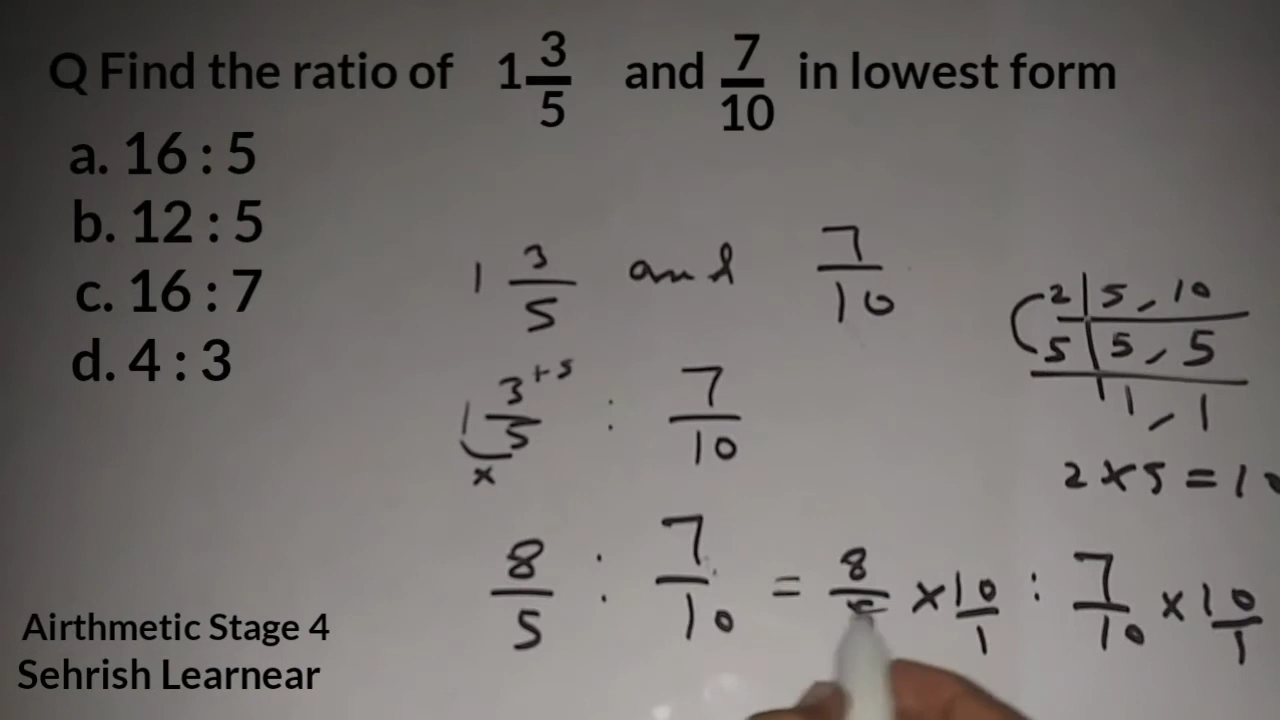 Q Find the ratio of 1 3/5 and 7/10 in lowest form
a. 16 : 5
b. 12 : 5
c. 16 : 7
d. 4 : 3
1 3/5 and 7/10
1 3/5 +5 × : 7/10
8/5 : 7/10 = 8/5 × 10/1 : 7/10 × 10/1
2 | 5, 10
5 | 5, 5
| 1, 1
2 × 5 = 10
Airthmetic Stage 4
Sehrish Learnear